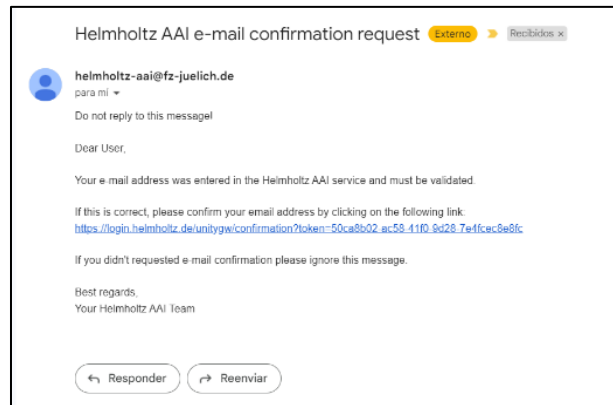 Helmholtz AAI e-mail confirmation request Externo Recibidos x
helmholtz-aai@fz-juelich.de
para mí
Do not reply to this message!
Dear User,
Your e-mail address was entered in the Helmholtz AAI service and must be validated.
If this is correct, please confirm your email address by clicking on the following link:
https://login.helmholtz.de/unitygw/confirmation?token=50ca8b02-ac58-41f0-9d28-7e4fcec8e8fc
If you didn't requested e-mail confirmation please ignore this message.
Best regards,
Your Helmholtz AAI Team
Responder Reenviar